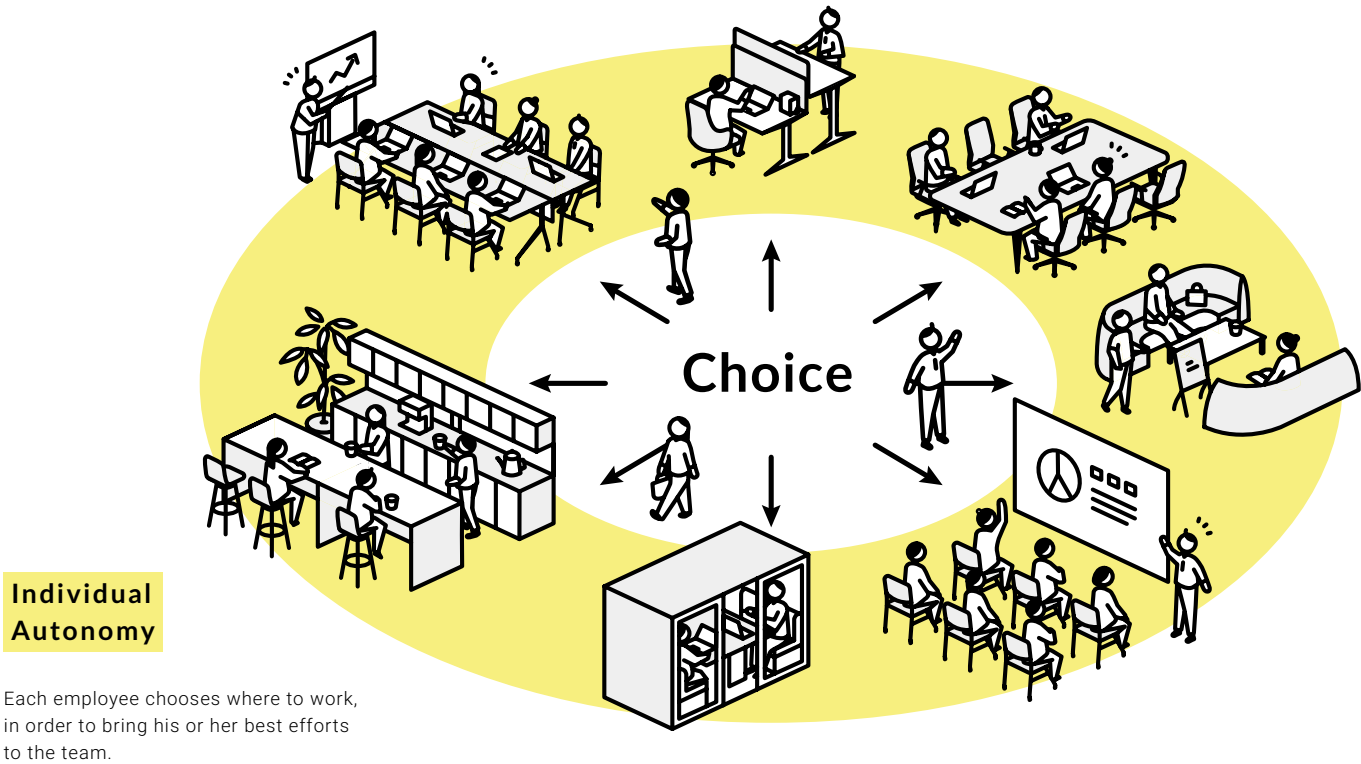 Choice
Individual
Autonomy
Each employee chooses where to work,
in order to bring his or her best efforts
to the team.